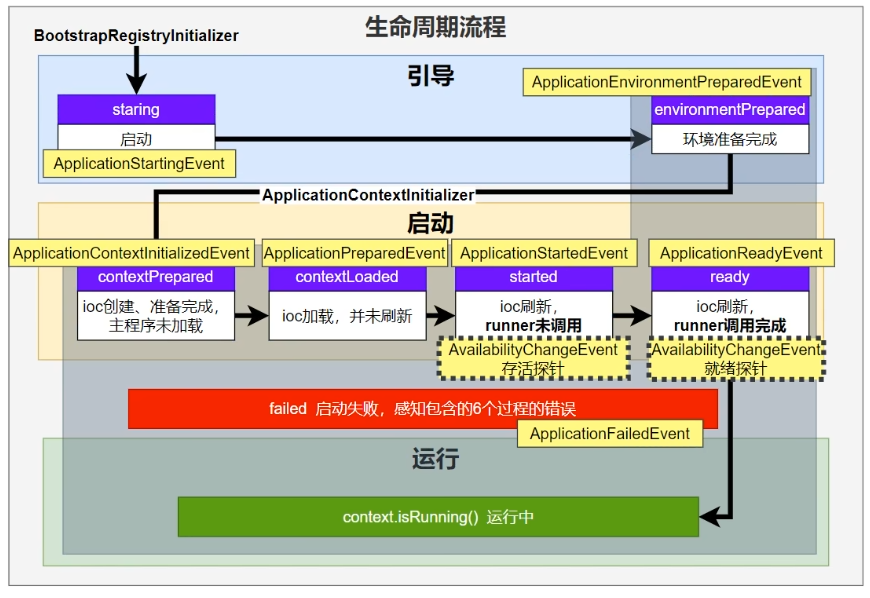 生命周期流程
BootstrapRegistryInitializer
引导
staring
启动
ApplicationStartingEvent
ApplicationEnvironmentPreparedEvent
environmentPrepared
环境准备完成
ApplicationContextInitializer
启动
ApplicationContextInitializedEvent
contextPrepared
ioc创建、准备完成，
主程序未加载
ApplicationPreparedEvent
contextLoaded
ioc加载，并未刷新
ApplicationStartedEvent
started
ioc刷新，
runner未调用
AvailabilityChangeEvent
存活探针
ApplicationReadyEvent
ready
ioc刷新，
runner调用完成
AvailabilityChangeEvent
就绪探针
failed 启动失败，感知包含的6个过程的错误
ApplicationFailedEvent
运行
context.isRunning() 运行中